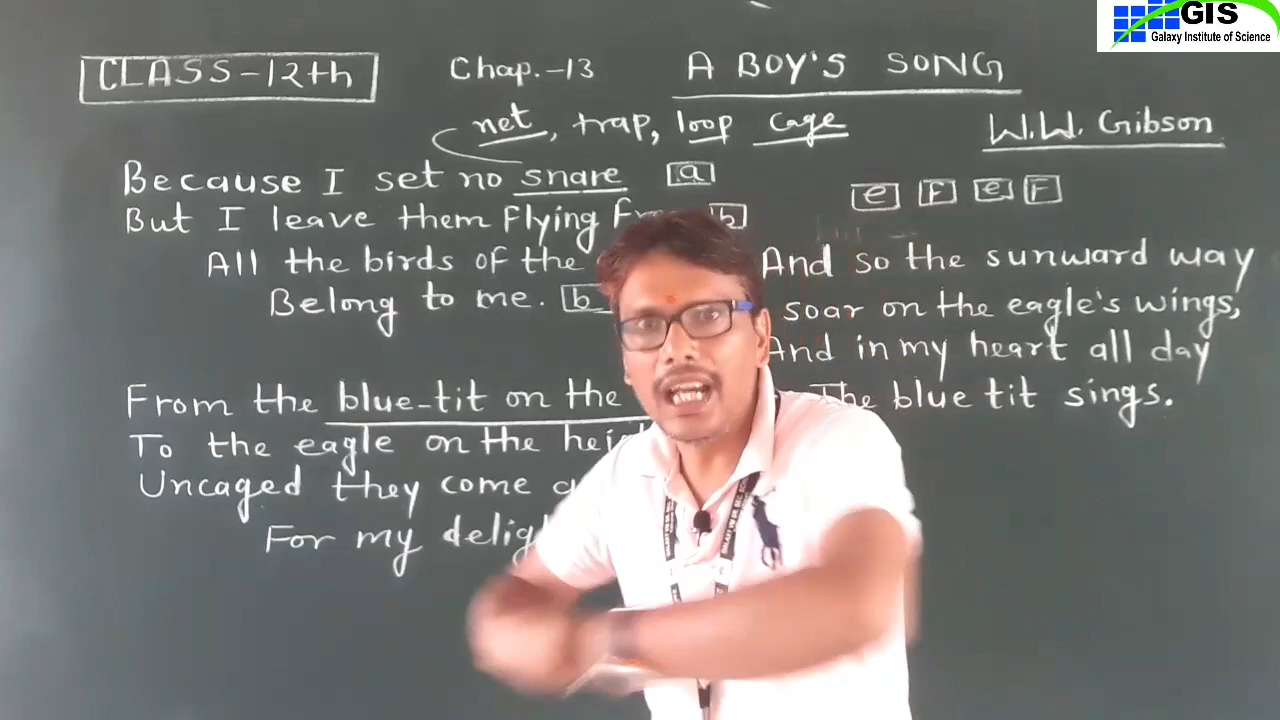 GIS
Galaxy Institute of Science
CLASS-12th
Chap.-13
A BOY'S SONG
net, trap, loop cage
W.W. Gibson
Because I set no snare a
But I leave them Flying b
All the birds of the
Belong to me. b
From the blue-tit on the
To the eagle on the
Uncaged they come
For my
e F e F
And so the sunward way
soar on the eagle's wings,
And in my heart all day
The blue tit sings.